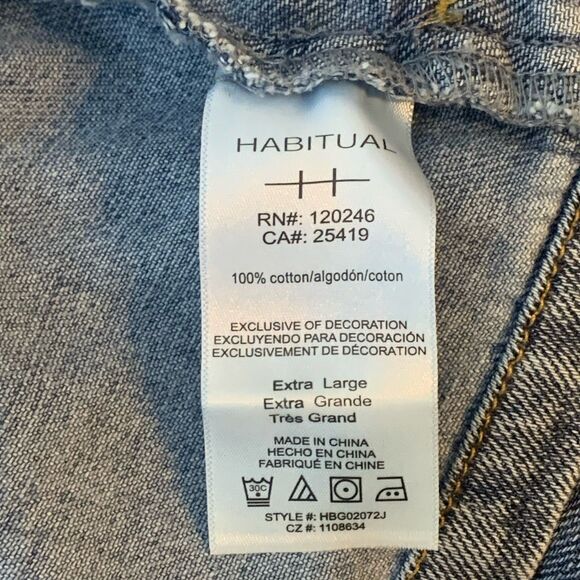 HABITUAL
RN#: 120246
CA#: 25419
100% cotton/algodón/coton
EXCLUSIVE OF DECORATION
EXCLUYENDO PARA DECORACIÓN
EXCLUSIVEMENT DE DÉCORATION
Extra Large
Extra Grande
Très Grand
MADE IN CHINA
HECHO EN CHINA
FABRIQUÉ EN CHINE
30C
STYLE #: HBG02072J
CZ #: 1108634